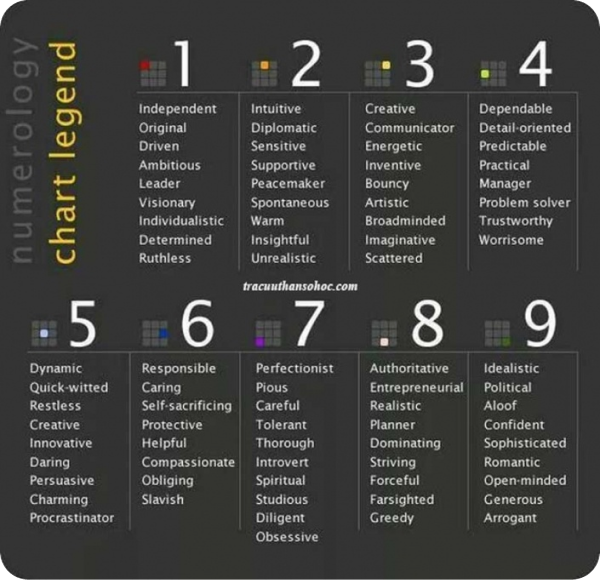 numerology
chart legend
1
Independent
Original
Driven
Ambitious
Leader
Visionary
Individualistic
Determined
Ruthless
2
Intuitive
Diplomatic
Sensitive
Supportive
Peacemaker
Spontaneous
Warm
Insightful
Unrealistic
3
Creative
Communicator
Energetic
Inventive
Bouncy
Artistic
Broadminded
Imaginative
Scattered
4
Dependable
Detail-oriented
Predictable
Practical
Manager
Problem solver
Trustworthy
Worrisome
tracuuthansohoc.com
5
Dynamic
Quick-witted
Restless
Creative
Innovative
Daring
Persuasive
Charming
Procrastinator
6
Responsible
Caring
Self-sacrificing
Protective
Helpful
Compassionate
Obliging
Slavish
7
Perfectionist
Pious
Careful
Tolerant
Thorough
Introvert
Spiritual
Studious
Diligent
Obsessive
8
Authoritative
Entrepreneurial
Realistic
Planner
Dominating
Striving
Forceful
Farsighted
Greedy
9
Idealistic
Political
Aloof
Confident
Sophisticated
Romantic
Open-minded
Generous
Arrogant